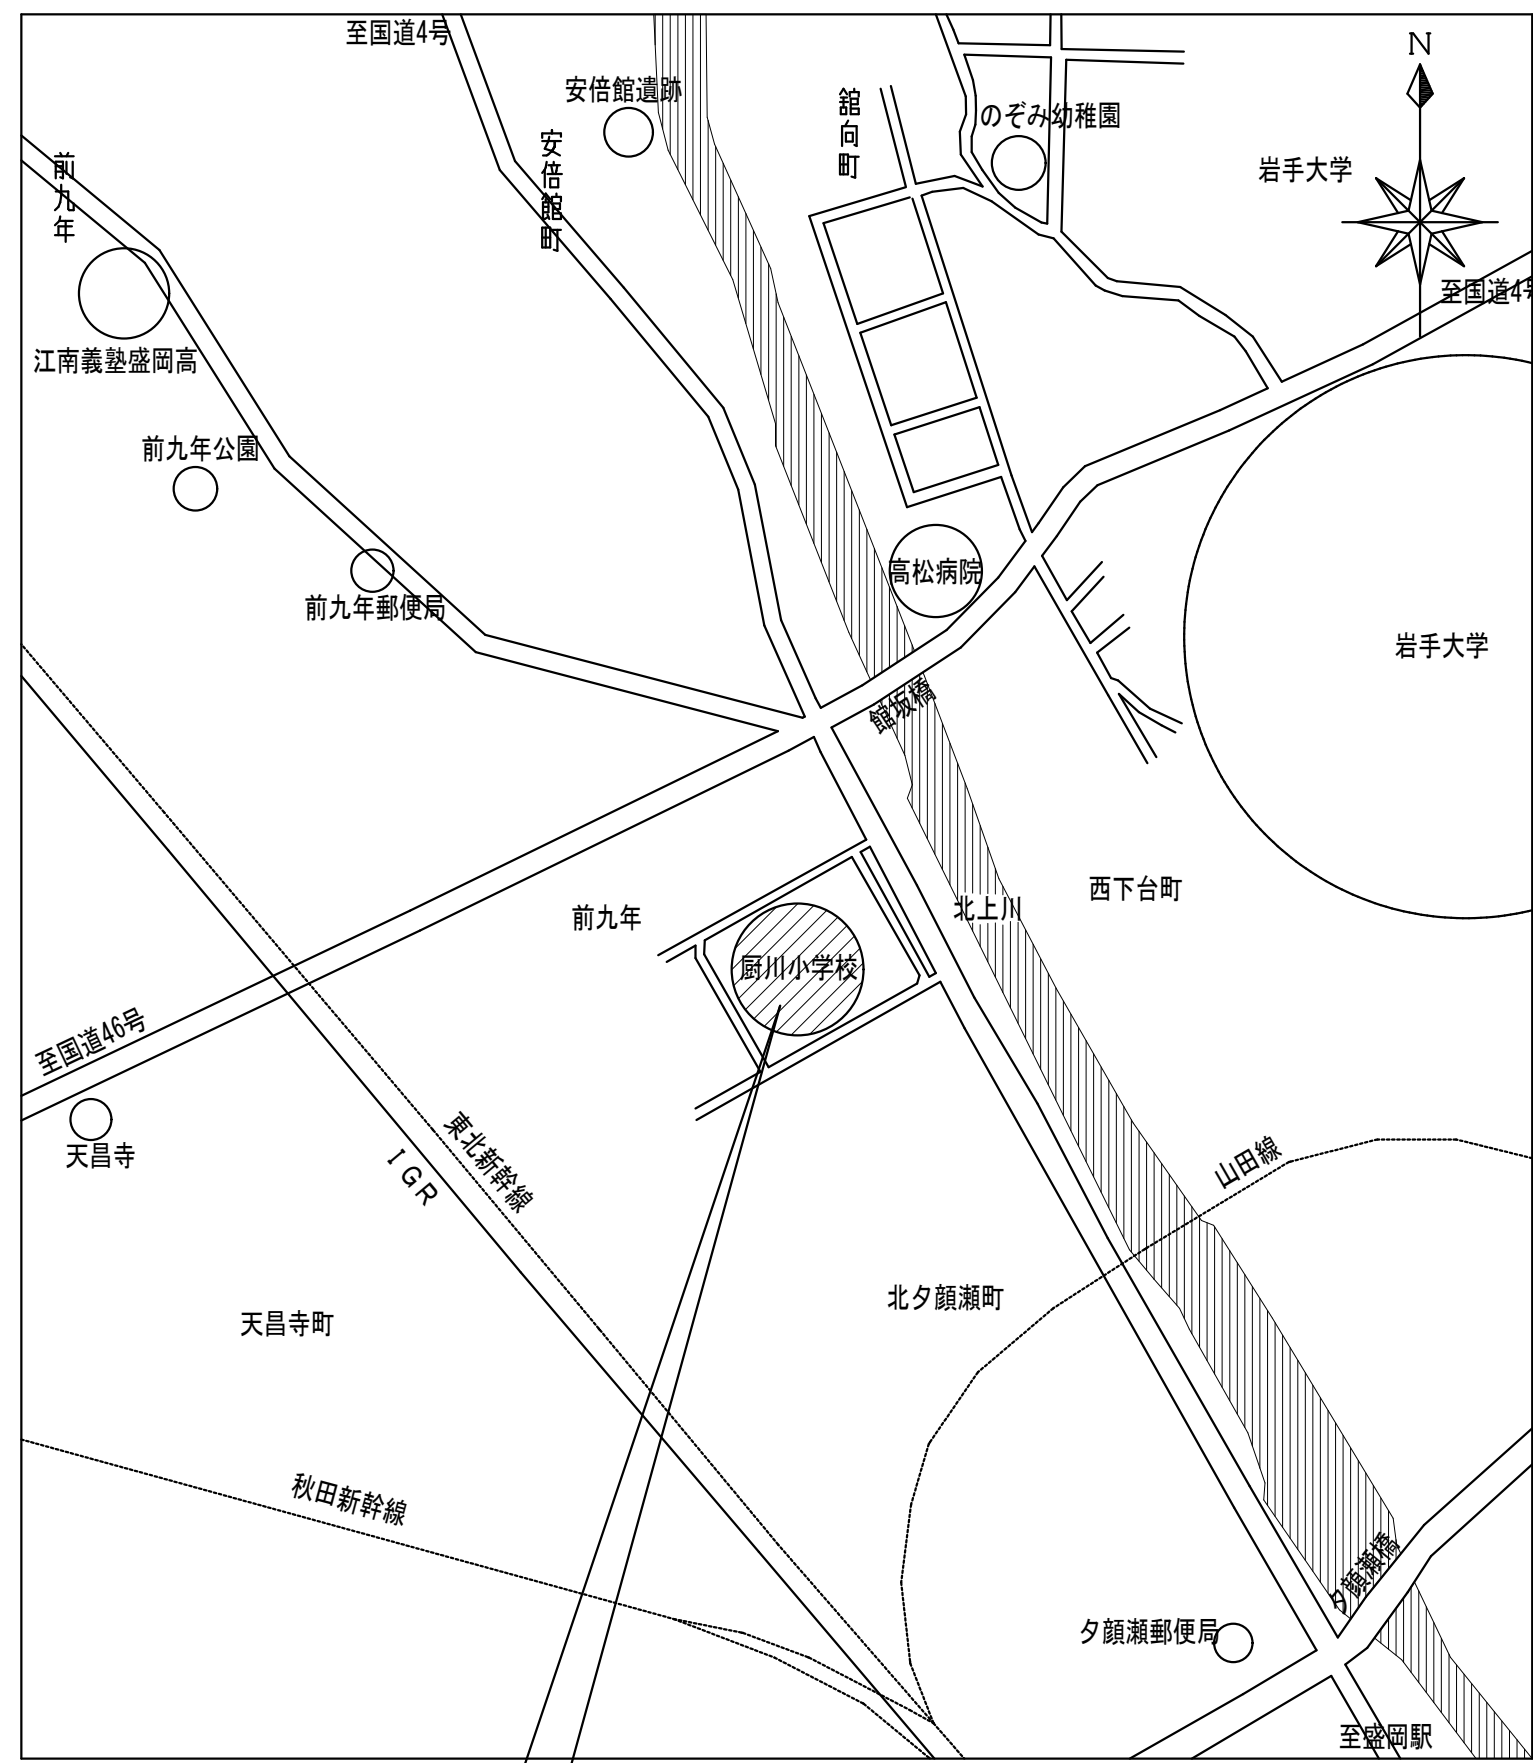 至国道4号
N
安倍館遺跡
舘向町
のぞみ幼稚園
安倍館町
前九年
岩手大学
至国道4号
江南義塾盛岡高
前九年公園
高松病院
前九年郵便局
岩手大学
館坂橋
西下台町
北上川
前九年
厨川小学校
至国道46号
天昌寺
東北新幹線
IGR
山田線
北夕顔瀬町
天昌寺町
秋田新幹線
夕顔瀬橋
夕顔瀬郵便局
至盛岡駅